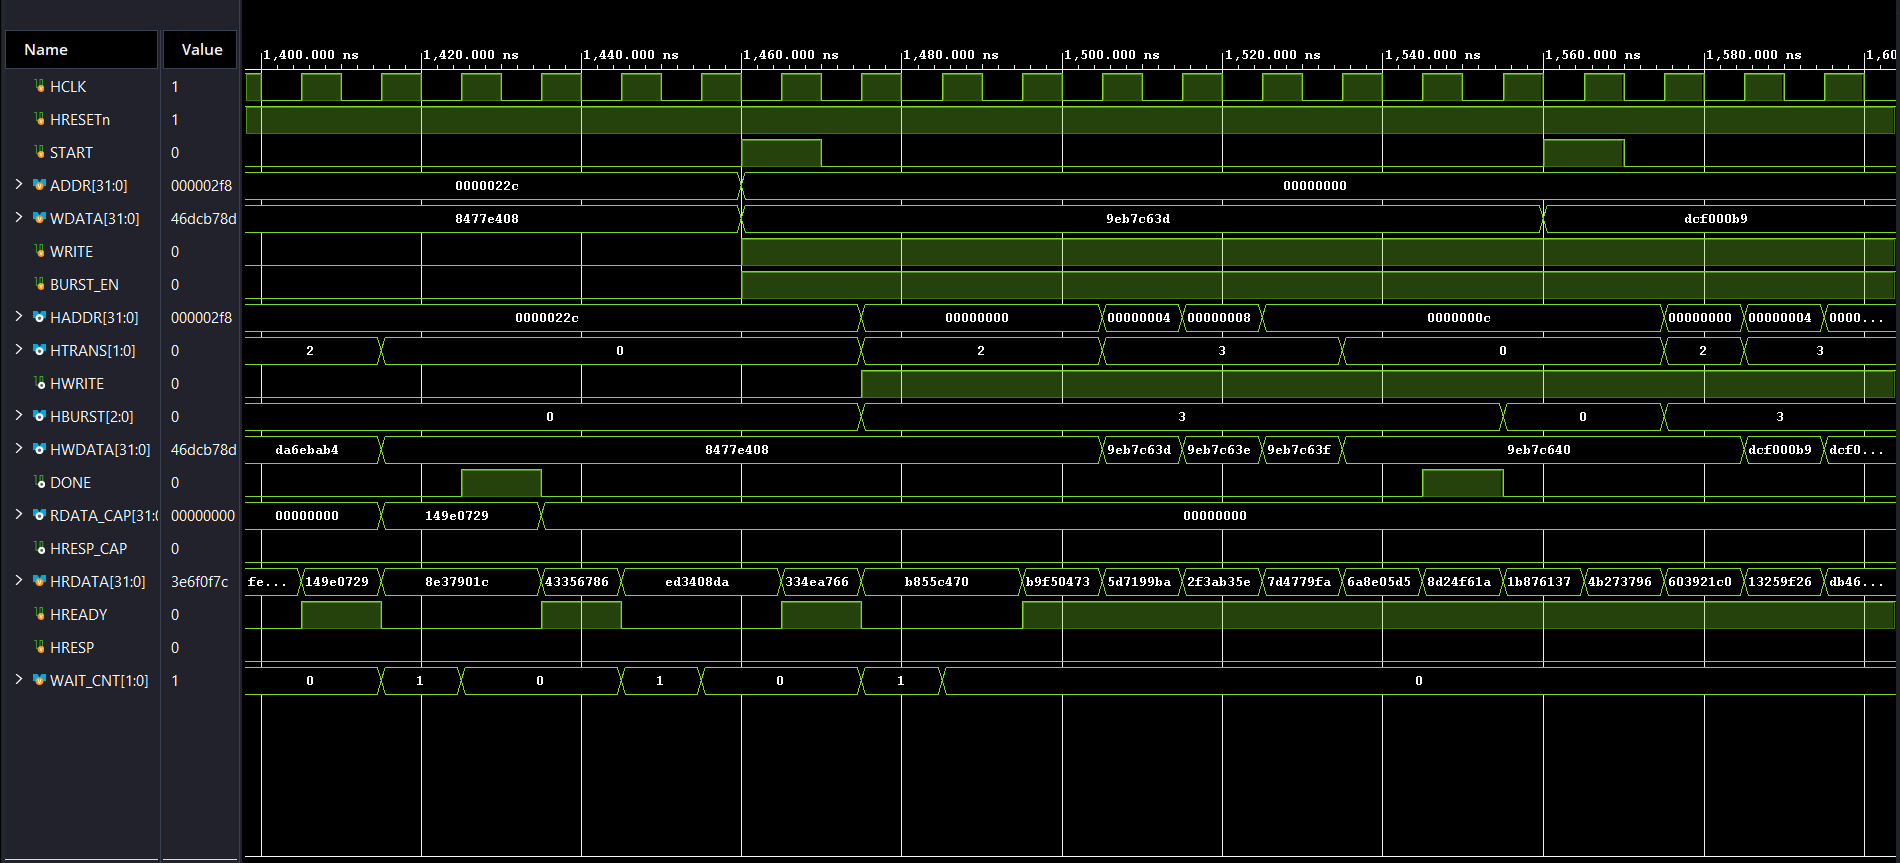 Name Value
1,400.000 ns 1,420.000 ns 1,440.000 ns 1,460.000 ns 1,480.000 ns 1,500.000 ns 1,520.000 ns 1,540.000 ns 1,560.000 ns 1,580.000 ns 1,60
HCLK 1
HRESETn 1
START 0
ADDR[31:0] 000002f8 0000022c 00000000
WDATA[31:0] 46dcb78d 8477e408 9eb7c63d dcf000b9
WRITE 0
BURST_EN 0
HADDR[31:0] 000002f8 0000022c 00000000 00000004 00000008 0000000c 00000000 00000004 0000...
HTRANS[1:0] 0 2 0 2 3 0 2 3
HWRITE 0
HBURST[2:0] 0 0 3 0 3
HWDATA[31:0] 46dcb78d da6ebab4 8477e408 9eb7c63d 9eb7c63e 9eb7c63f 9eb7c640 dcf000b9 dcf0...
DONE 0
RDATA_CAP[31:0 00000000 00000000 149e0729 00000000
HRESP_CAP 0
HRDATA[31:0] 3e6f0f7c fe... 149e0729 8e37901c 43356786 ed3408da 334ea766 b855c470 b9f50473 5d7199ba 2f3ab35e 7d4779fa 6a8e05d5 8d24f61a 1b876137 4b273796 603921c0 13259f26 db46...
HREADY 0
HRESP 0
WAIT_CNT[1:0] 1 0 1 0 1 0 1 0